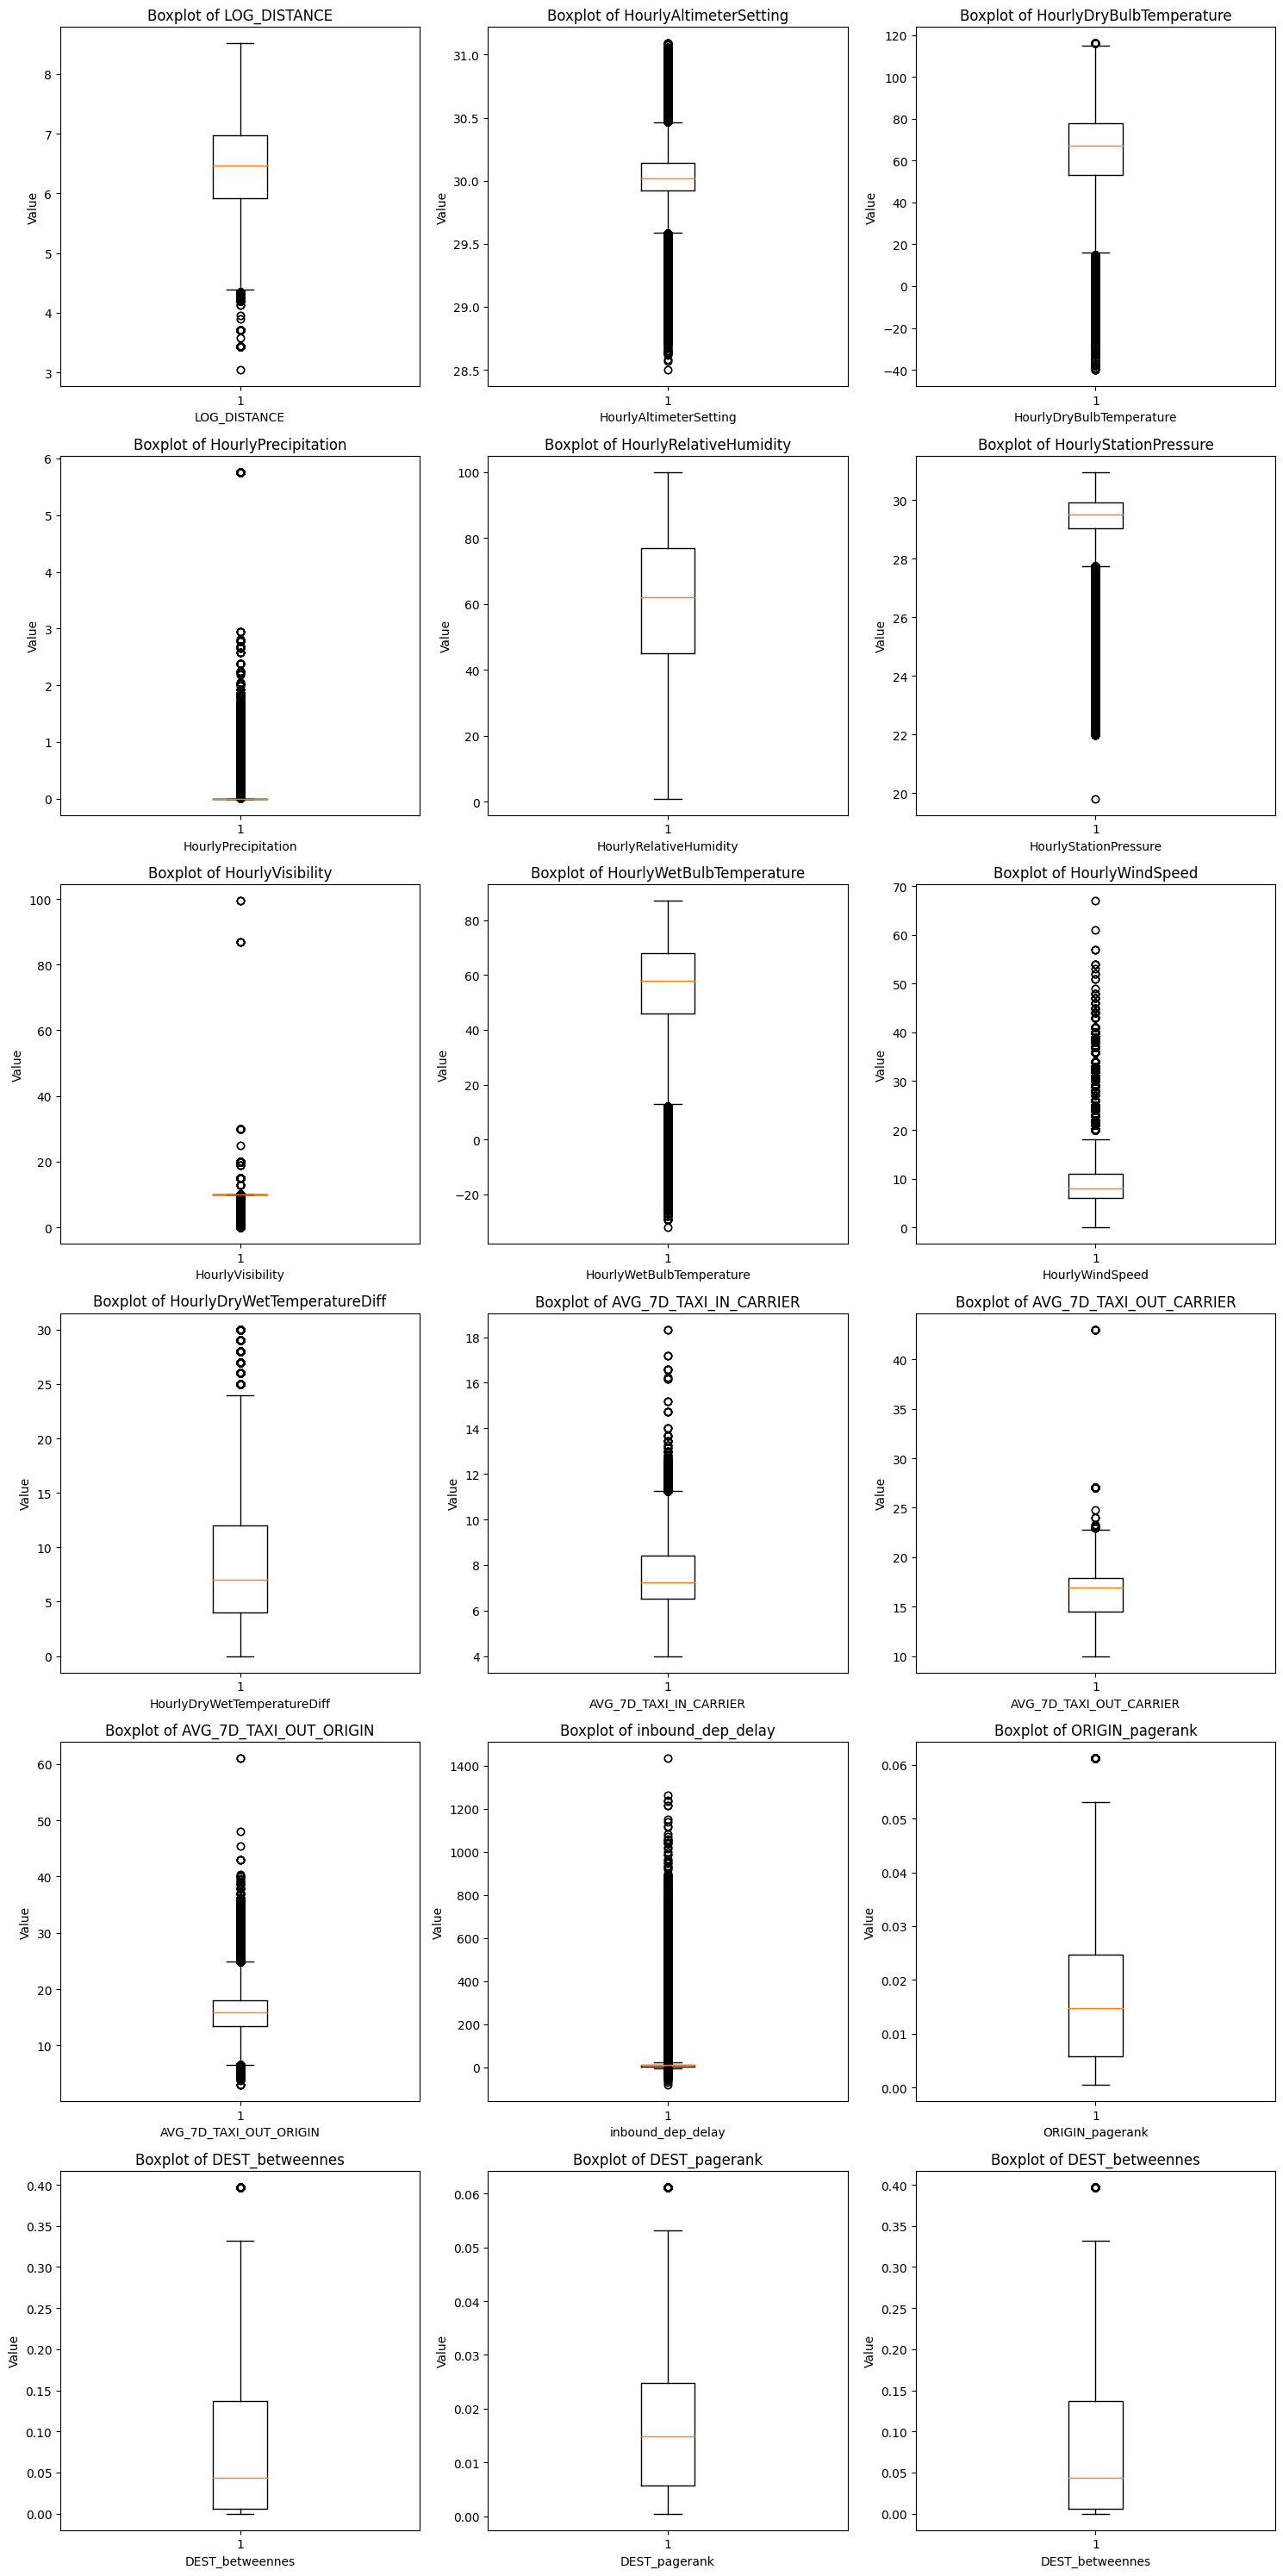 Boxplot of LOG_DISTANCE
Value
8
7
6
5
4
3
1
LOG_DISTANCE
Boxplot of HourlyAltimeterSetting
Value
31.0
30.5
30.0
29.5
29.0
28.5
1
HourlyAltimeterSetting
Boxplot of HourlyDryBulbTemperature
Value
120
100
80
60
40
20
0
−20
−40
1
HourlyDryBulbTemperature
Boxplot of HourlyPrecipitation
Value
6
5
4
3
2
1
0
1
HourlyPrecipitation
Boxplot of HourlyRelativeHumidity
Value
100
80
60
40
20
0
1
HourlyRelativeHumidity
Boxplot of HourlyStationPressure
Value
30
28
26
24
22
20
1
HourlyStationPressure
Boxplot of HourlyVisibility
Value
100
80
60
40
20
0
1
HourlyVisibility
Boxplot of HourlyWetBulbTemperature
Value
80
60
40
20
0
−20
1
HourlyWetBulbTemperature
Boxplot of HourlyWindSpeed
Value
70
60
50
40
30
20
10
0
1
HourlyWindSpeed
Boxplot of HourlyDryWetTemperatureDiff
Value
30
25
20
15
10
5
0
1
HourlyDryWetTemperatureDiff
Boxplot of AVG_7D_TAXI_IN_CARRIER
Value
18
16
14
12
10
8
6
4
1
AVG_7D_TAXI_IN_CARRIER
Boxplot of AVG_7D_TAXI_OUT_CARRIER
Value
40
35
30
25
20
15
10
1
AVG_7D_TAXI_OUT_CARRIER
Boxplot of AVG_7D_TAXI_OUT_ORIGIN
Value
60
50
40
30
20
10
1
AVG_7D_TAXI_OUT_ORIGIN
Boxplot of inbound_dep_delay
Value
1400
1200
1000
800
600
400
200
0
1
inbound_dep_delay
Boxplot of ORIGIN_pagerank
Value
0.06
0.05
0.04
0.03
0.02
0.01
0.00
1
ORIGIN_pagerank
Boxplot of DEST_betweennes
Value
0.40
0.35
0.30
0.25
0.20
0.15
0.10
0.05
0.00
1
DEST_betweennes
Boxplot of DEST_pagerank
Value
0.06
0.05
0.04
0.03
0.02
0.01
0.00
1
DEST_pagerank
Boxplot of DEST_betweennes
Value
0.40
0.35
0.30
0.25
0.20
0.15
0.10
0.05
0.00
1
DEST_betweennes